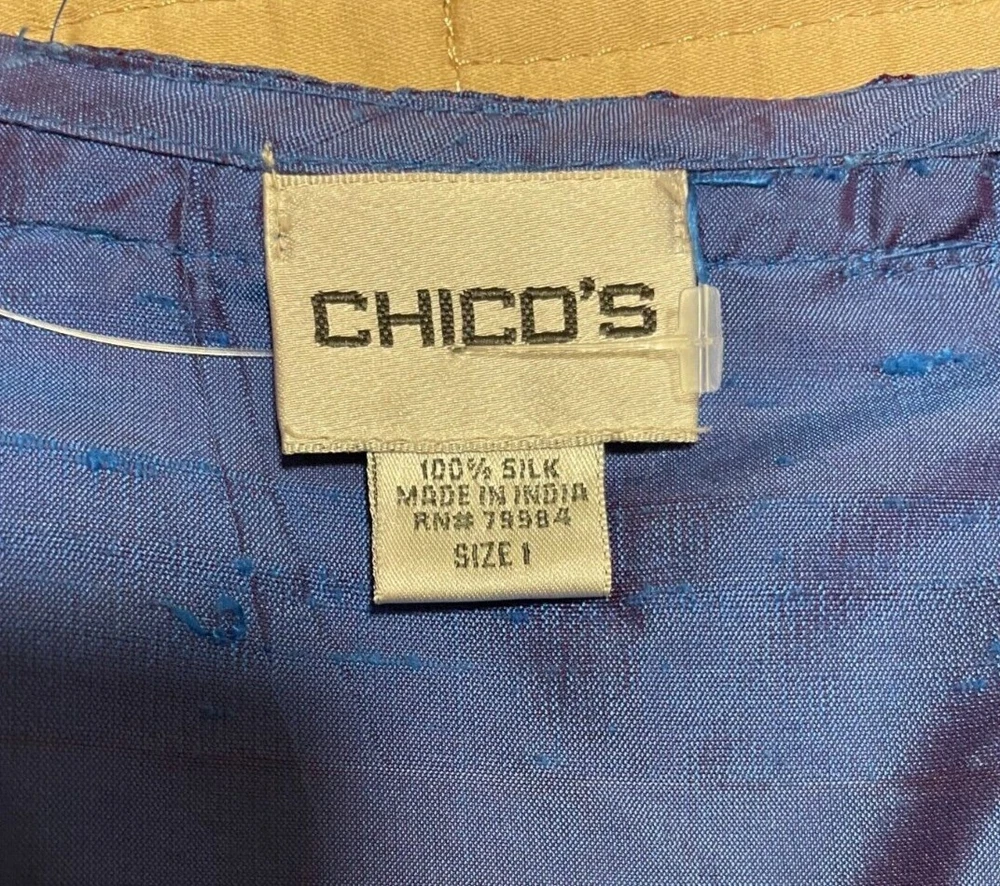 CHICO'S
100% SILK
MADE IN INDIA
RN# 79984
SIZE 1